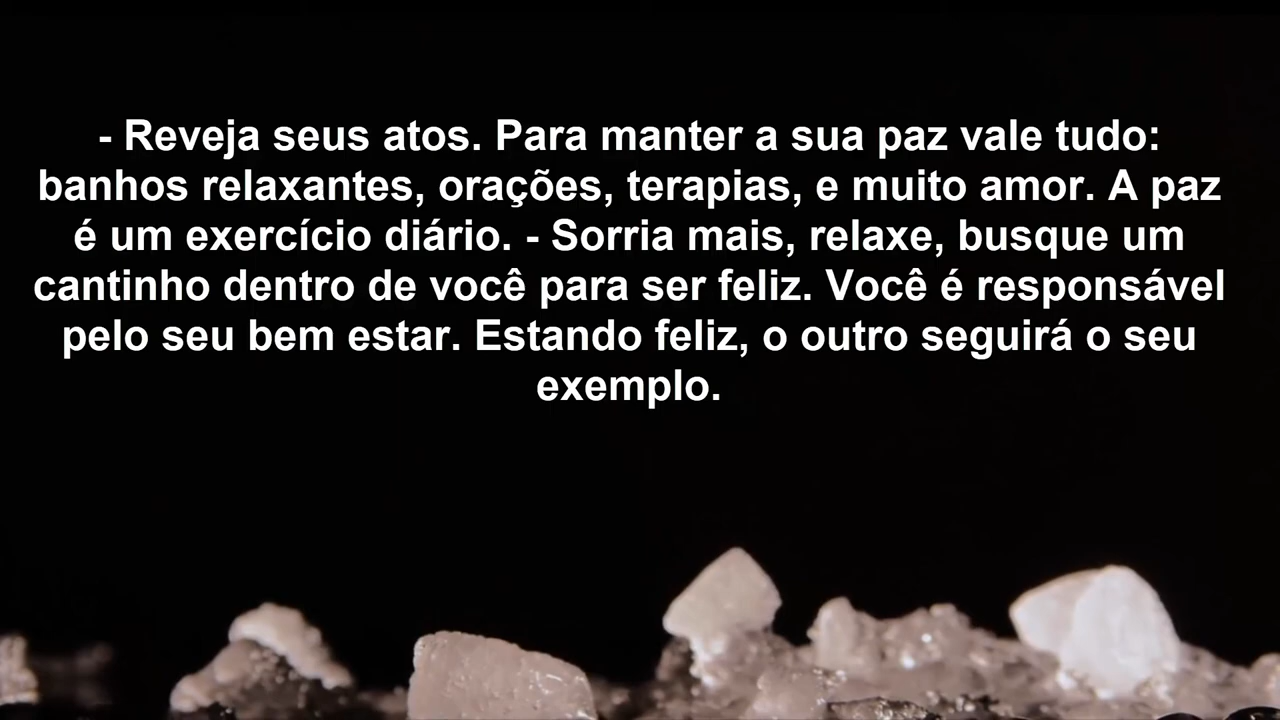 - Reveja seus atos. Para manter a sua paz vale tudo:
banhos relaxantes, orações, terapias, e muito amor. A paz
é um exercício diário. - Sorria mais, relaxe, busque um
cantinho dentro de você para ser feliz. Você é responsável
pelo seu bem estar. Estando feliz, o outro seguirá o seu
exemplo.